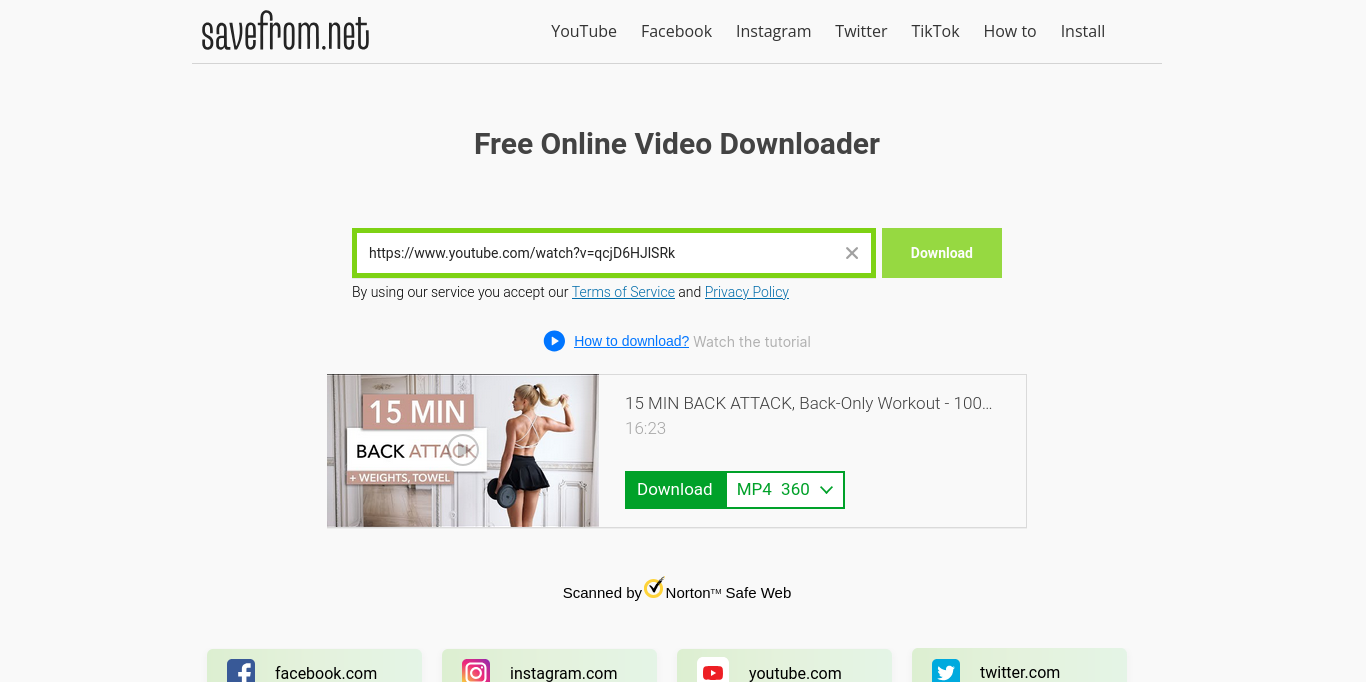 savefrom.net
YouTube Facebook Instagram Twitter TikTok How to Install
Free Online Video Downloader
https://www.youtube.com/watch?v=qcjD6HJlSRk
Download
By using our service you accept our Terms of Service and Privacy Policy
How to download? Watch the tutorial
15 MIN
BACK ATTACK
+ WEIGHTS, TOWEL
15 MIN BACK ATTACK, Back-Only Workout - 100...
16:23
Download MP4 360
Scanned by Norton™ Safe Web
facebook.com
instagram.com
youtube.com
twitter.com